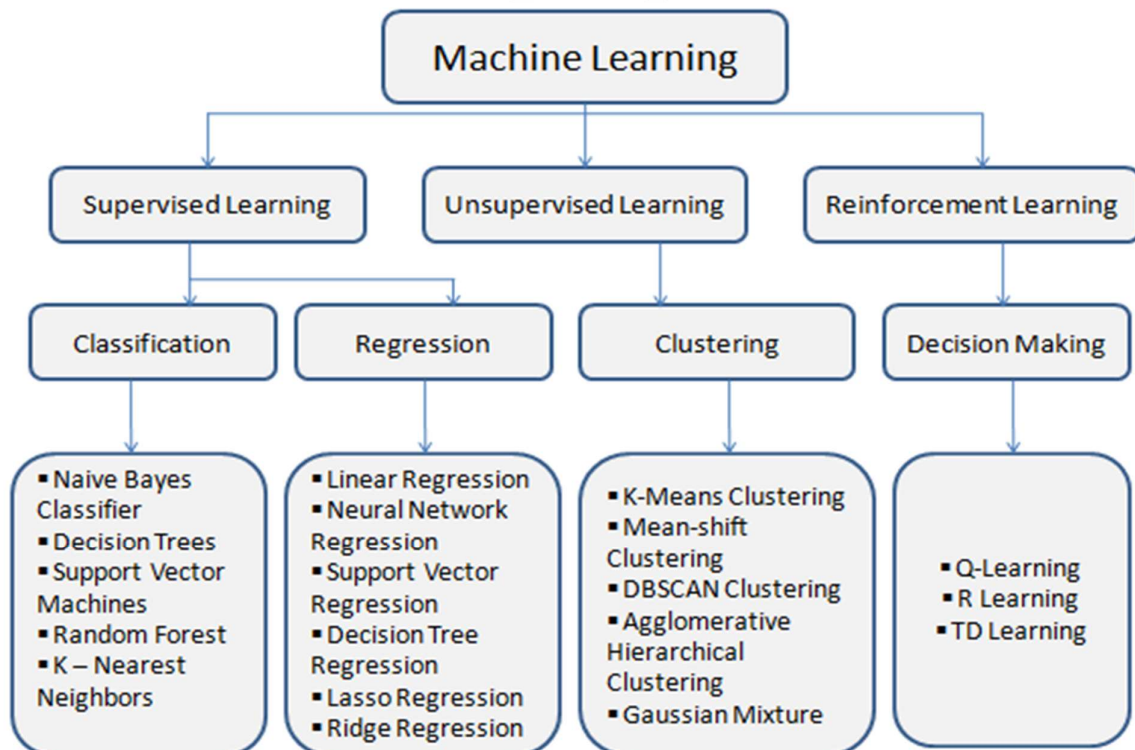 Machine Learning
Supervised Learning
Unsupervised Learning
Reinforcement Learning
Classification
Regression
Clustering
Decision Making
▪ Naive Bayes
Classifier
▪ Decision Trees
▪ Support Vector
Machines
▪ Random Forest
▪ K – Nearest
Neighbors
▪ Linear Regression
▪ Neural Network
Regression
▪ Support Vector
Regression
▪ Decision Tree
Regression
▪ Lasso Regression
▪ Ridge Regression
▪ K-Means Clustering
▪ Mean-shift
Clustering
▪ DBSCAN Clustering
▪ Agglomerative
Hierarchical
Clustering
▪ Gaussian Mixture
▪ Q-Learning
▪ R Learning
▪ TD Learning